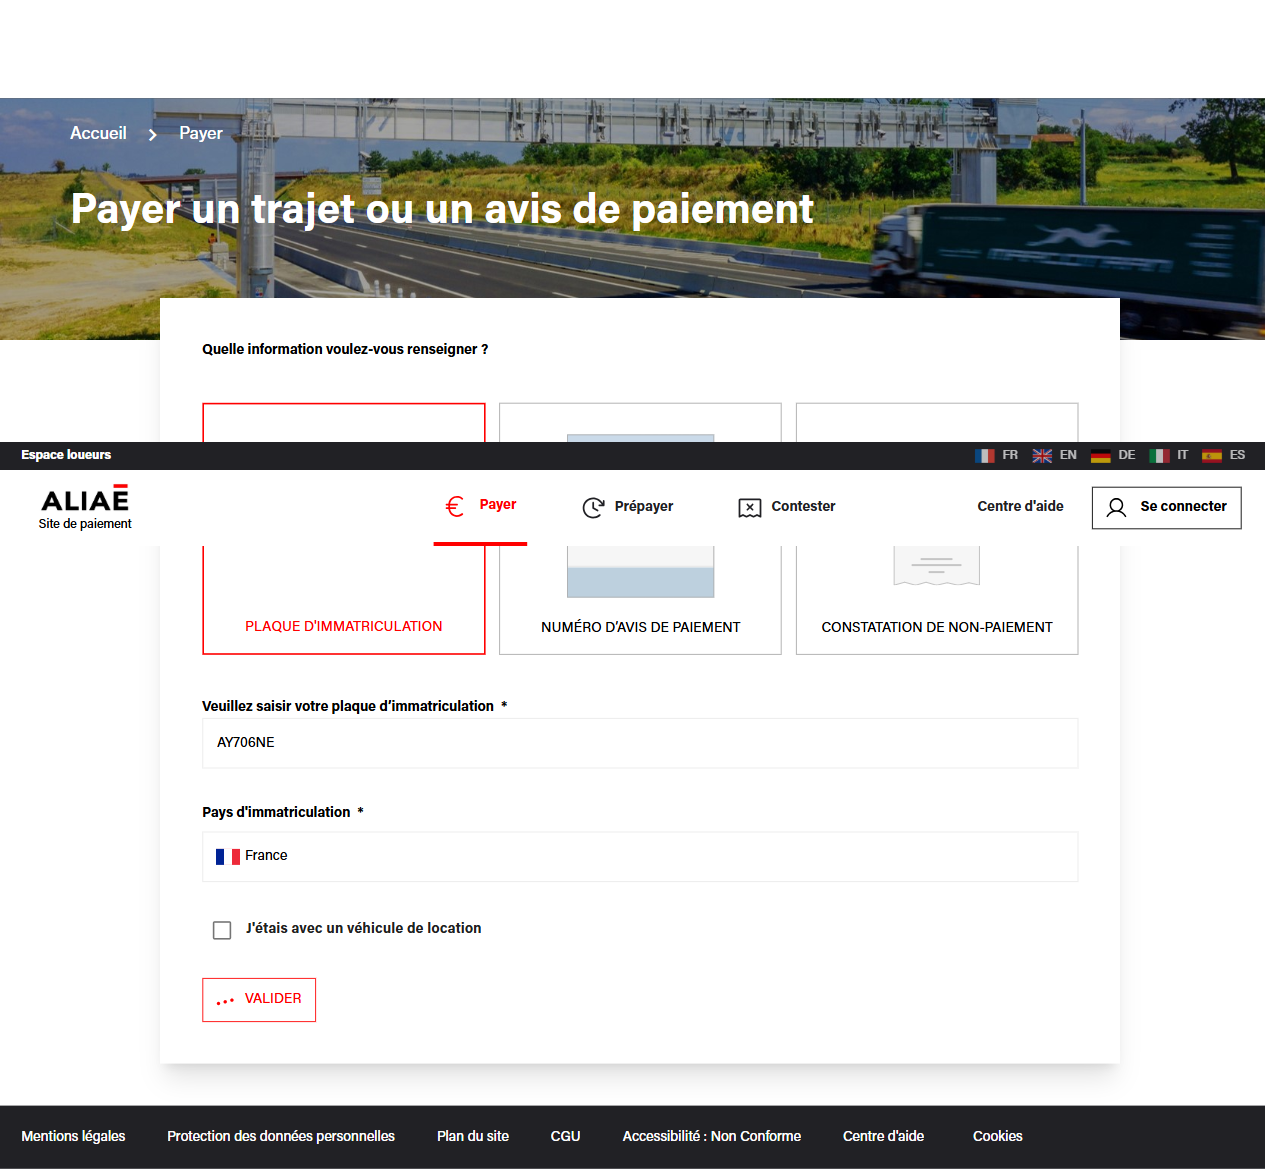 Accueil > Payer
Payer un trajet ou un avis de paiement
Quelle information voulez-vous renseigner ?
Espace loueurs
FR EN DE IT ES
ALIAE
Site de paiement
Payer
Prépayer
Contester
Centre d'aide
Se connecter
PLAQUE D'IMMATRICULATION
NUMÉRO D'AVIS DE PAIEMENT
CONSTATATION DE NON-PAIEMENT
Veuillez saisir votre plaque d’immatriculation *
AY706NE
Pays d'immatriculation *
France
J'étais avec un véhicule de location
VALIDER
Mentions légales
Protection des données personnelles
Plan du site
CGU
Accessibilité : Non Conforme
Centre d'aide
Cookies